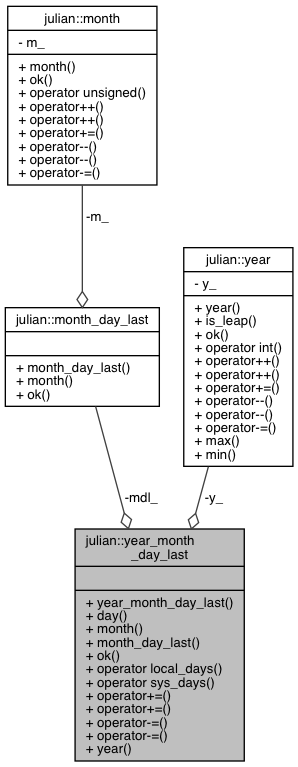 julian::month
- m_
+ month()
+ ok()
+ operator unsigned()
+ operator++()
+ operator++()
+ operator+=()
+ operator--()
+ operator--()
+ operator-=()
-m_
julian::month_day_last
+ month_day_last()
+ month()
+ ok()
julian::year
- y_
+ year()
+ is_leap()
+ ok()
+ operator int()
+ operator++()
+ operator++()
+ operator+=()
+ operator--()
+ operator--()
+ operator-=()
+ max()
+ min()
-mdl_
-y_
julian::year_month
_day_last
+ year_month_day_last()
+ day()
+ month()
+ month_day_last()
+ ok()
+ operator local_days()
+ operator sys_days()
+ operator+=()
+ operator+=()
+ operator-=()
+ operator-=()
+ year()